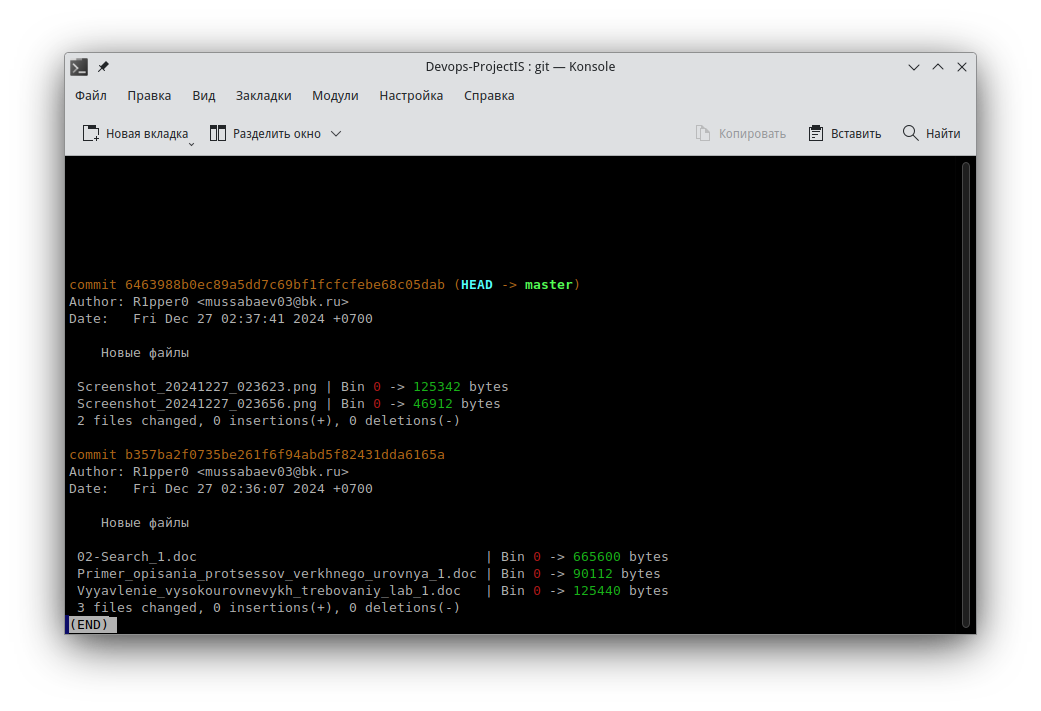 Devops-ProjectIS : git — Konsole
Файл Правка Вид Закладки Модули Настройка Справка
Новая вкладка Разделить окно Копировать Вставить Найти
commit 6463988b0ec89a5dd7c69bf1fcfcfebe68c05dab (HEAD -> master)
Author: R1pper0 <mussabaev03@bk.ru>
Date:   Fri Dec 27 02:37:41 2024 +0700
Новые файлы
Screenshot_20241227_023623.png | Bin 0 -> 125342 bytes
Screenshot_20241227_023656.png | Bin 0 -> 46912 bytes
2 files changed, 0 insertions(+), 0 deletions(-)
commit b357ba2f0735be261f6f94abd5f82431dda6165a
Author: R1pper0 <mussabaev03@bk.ru>
Date:   Fri Dec 27 02:36:07 2024 +0700
Новые файлы
02-Search_1.doc                                    | Bin 0 -> 665600 bytes
Primer_opisania_protsessov_verkhnego_urovnya_1.doc | Bin 0 -> 90112 bytes
Vyyavlenie_vysokourovnevykh_trebovaniy_lab_1.doc   | Bin 0 -> 125440 bytes
3 files changed, 0 insertions(+), 0 deletions(-)
(END)